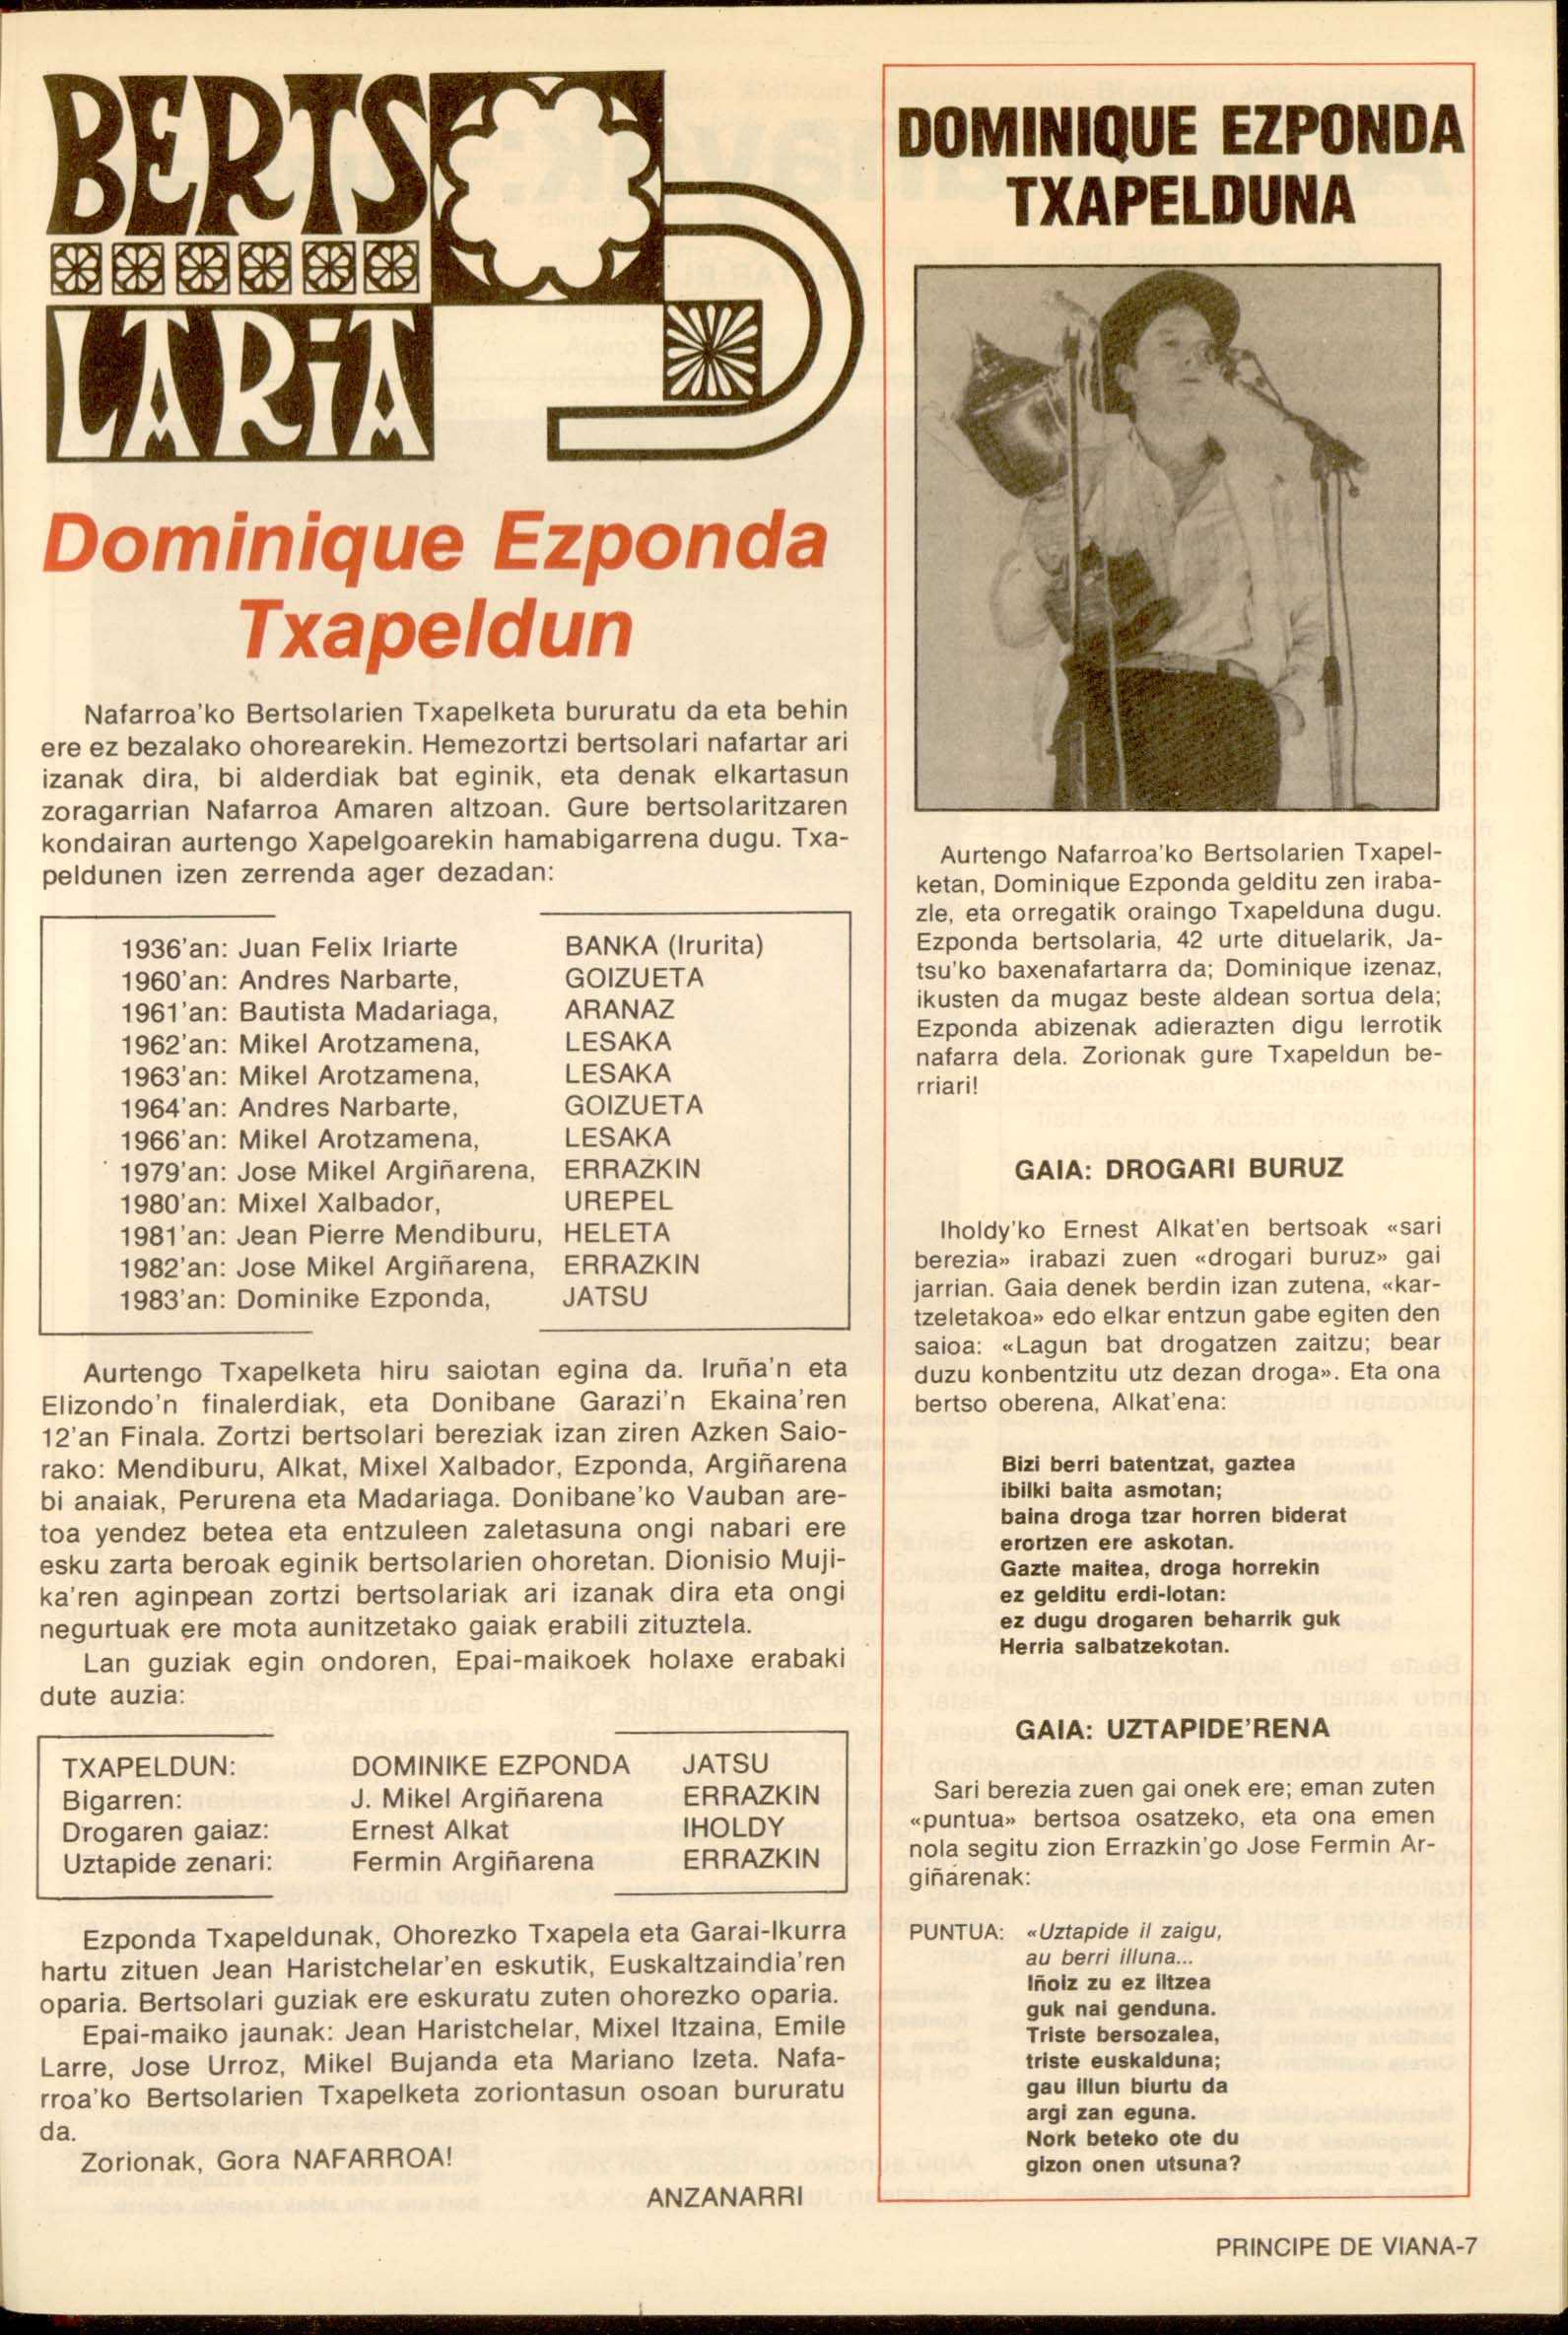 BERTSO
LARIA
Dominique Ezponda
Txapeldun
Nafarroa'ko Bertsolarien Txapelketa bururatu da eta behin
ere ez bezalako ohorearekin. Hemezortzi bertsolari nafartar ari
izanak dira, bi alderdiak bat eginik, eta denak elkartasun
zoragarrian Nafarroa Amaren altzoan. Gure bertsolaritzaren
kondairan aurtengo Xapelgoarekin hamabigarrena dugu. Txa-
peldunen izen zerrenda ager dezadan:
1936'an: Juan Felix Iriarte BANKA (Irurita)
1960'an: Andres Narbarte, GOIZUETA
1961'an: Bautista Madariaga, ARANAZ
1962'an: Mikel Arotzamena, LESAKA
1963'an: Mikel Arotzamena, LESAKA
1964'an: Andres Narbarte, GOIZUETA
1966'an: Mikel Arotzamena, LESAKA
1979'an: Jose Mikel Argiñarena, ERRAZKIN
1980'an: Mixel Xalbador, UREPEL
1981'an: Jean Pierre Mendiburu, HELETA
1982'an: Jose Mikel Argiñarena, ERRAZKIN
1983'an: Dominike Ezponda, JATSU
Aurtengo Txapelketa hiru saiotan egina da. Iruña'n eta
Elizondo'n finalerdiak, eta Donibane Garazi'n Ekaina'ren
12'an Finala. Zortzi bertsolari bereziak izan ziren Azken Saio-
rako: Mendiburu, Alkat, Mixel Xalbador, Ezponda, Argiñarena
bi anaiak, Perurena eta Madariaga. Donibane'ko Vauban are-
toa yendez betea eta entzuleen zaletasuna ongi nabari ere
esku zarta beroak eginik bertsolarien ohoretan. Dionisio Muji-
ka'ren aginpean zortzi bertsolariak ari izanak dira eta ongi
negurtuak ere mota aunitzetako gaiak erabili zituztela.
Lan guziak egin ondoren, Epai-maikoek holaxe erabaki
dute auzia:
TXAPELDUN: DOMINIKE EZPONDA JATSU
Bigarren: J. Mikel Argiñarena ERRAZKIN
Drogaren gaiaz: Ernest Alkat IHOLDY
Uztapide zenari: Fermin Argiñarena ERRAZKIN
Ezponda Txapeldunak, Ohorezko Txapela eta Garai-Ikurra
hartu zituen Jean Haristchelar'en eskutik, Euskaltzaindia'ren
oparia. Bertsolari guziak ere eskuratu zuten ohorezko oparia.
Epai-maiko jaunak: Jean Haristchelar, Mixel Itzaina, Emile
Larre, Jose Urroz, Mikel Bujanda eta Mariano Izeta. Nafa-
rroa'ko Bertsolarien Txapelketa zoriontasun osoan bururatu
da.
Zorionak, Gora NAFARROA!
ANZANARRI
DOMINIQUE EZPONDA
TXAPELDUNA
Aurtengo Nafarroa'ko Bertsolarien Txapel-
ketan, Dominique Ezponda gelditu zen iraba-
zle, eta orregatik oraingo Txapelduna dugu.
Ezponda bertsolaria, 42 urte dituelarik, Ja-
tsu'ko baxenafartarra da; Dominique izenaz,
ikusten da mugaz beste aldean sortua dela;
Ezponda abizenak adierazten digu lerrotik
nafarra dela. Zorionak gure Txapeldun be-
rriari!
GAIA: DROGARI BURUZ
Iholdy'ko Ernest Alkat'en bertsoak «sari
berezia» irabazi zuen «drogari buruz» gai
jarrian. Gaia denek berdin izan zutena, «kar-
tzeletakoa» edo elkar entzun gabe egiten den
saioa: «Lagun bat drogatzen zaitzu; bear
duzu konbentzitu utz dezan droga». Eta ona
bertso oberena, Alkat'ena:
Bizi berri batentzat, gaztea
ibilki baita asmotan;
baina droga tzar horren biderat
erortzen ere askotan.
Gazte maitea, droga horrekin
ez gelditu erdi-lotan:
ez dugu drogaren beharrik guk
Herria salbatzekotan.
GAIA: UZTAPIDE'RENA
Sari berezia zuen gai onek ere; eman zuten
«puntua» bertsoa osatzeko, eta ona emen
nola segitu zion Errazkin'go Jose Fermin Ar-
giñarenak:
PUNTUA: «Uztapide il zaigu,
au berri illuna...
Iñoiz zu ez iltzea
guk nai genduna.
Triste bersozalea,
triste euskalduna;
gau illun biurtu da
argi zan eguna.
Nork beteko ote du
gizon onen utsuna?
PRINCIPE DE VIANA-7